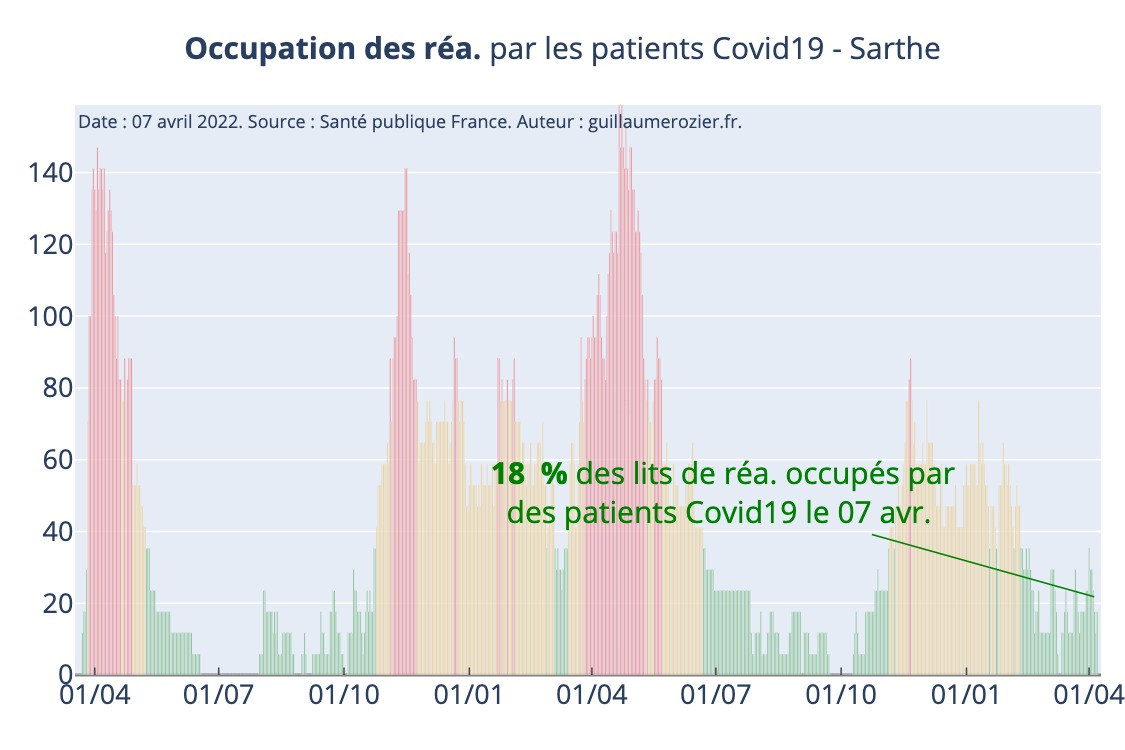 Occupation des réa. par les patients Covid19 - Sarthe
Date : 07 avril 2022. Source : Santé publique France. Auteur : guillaumerozier.fr.
140
120
100
80
60
18 % des lits de réa. occupés par
des patients Covid19 le 07 avr.
40
20
0
01/04 01/07 01/10 01/01 01/04 01/07 01/10 01/01 01/04